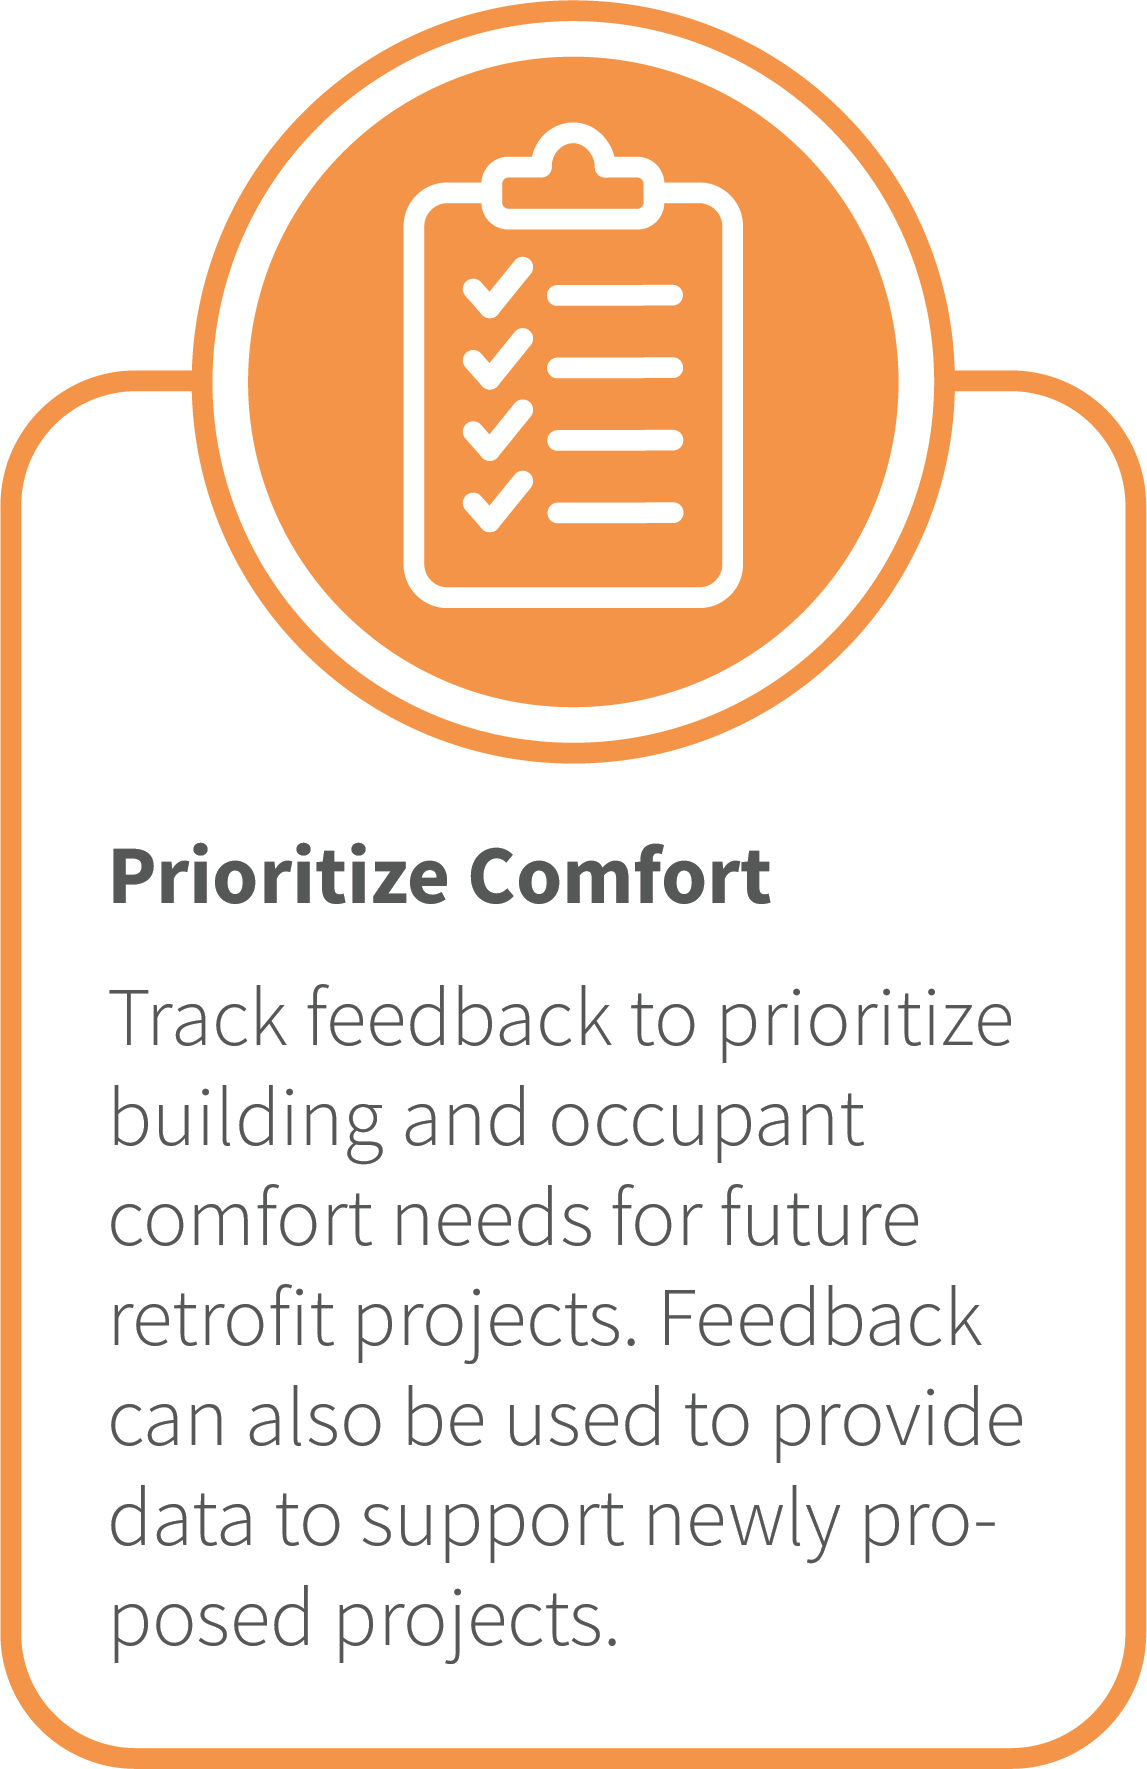 Prioritize Comfort
Track feedback to prioritize
building and occupant
comfort needs for future
retrofit projects. Feedback
can also be used to provide
data to support newly pro-
posed projects.